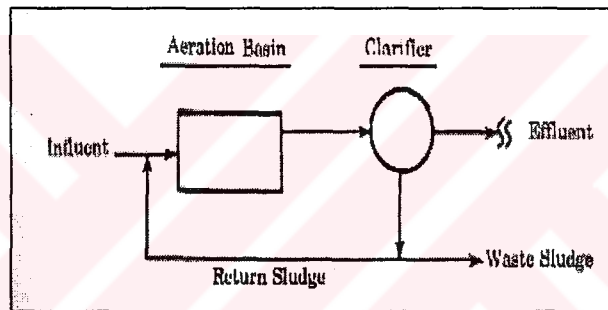 Aeration Basin
Clarifier
Influent
Effluent
Return Sludge
Waste Sludge